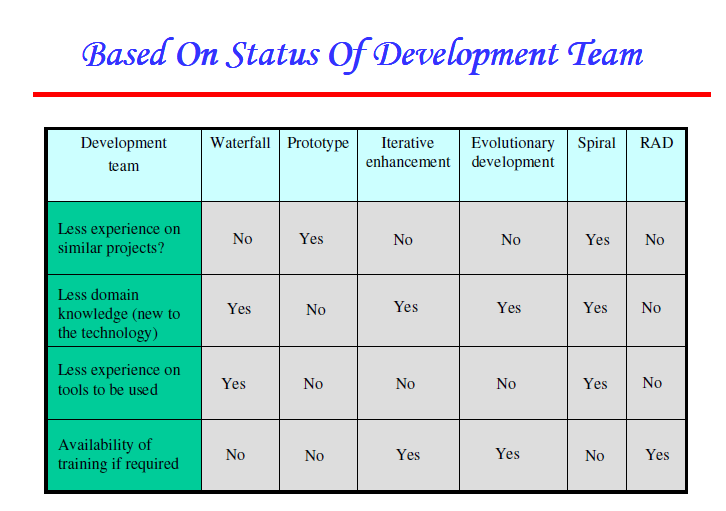 Based On Status Of Development Team
Development team Waterfall Prototype Iterative enhancement Evolutionary development Spiral RAD
Less experience on similar projects? No Yes No No Yes No
Less domain knowledge (new to the technology) Yes No Yes Yes Yes No
Less experience on tools to be used Yes No No No Yes No
Availability of training if required No No Yes Yes No Yes